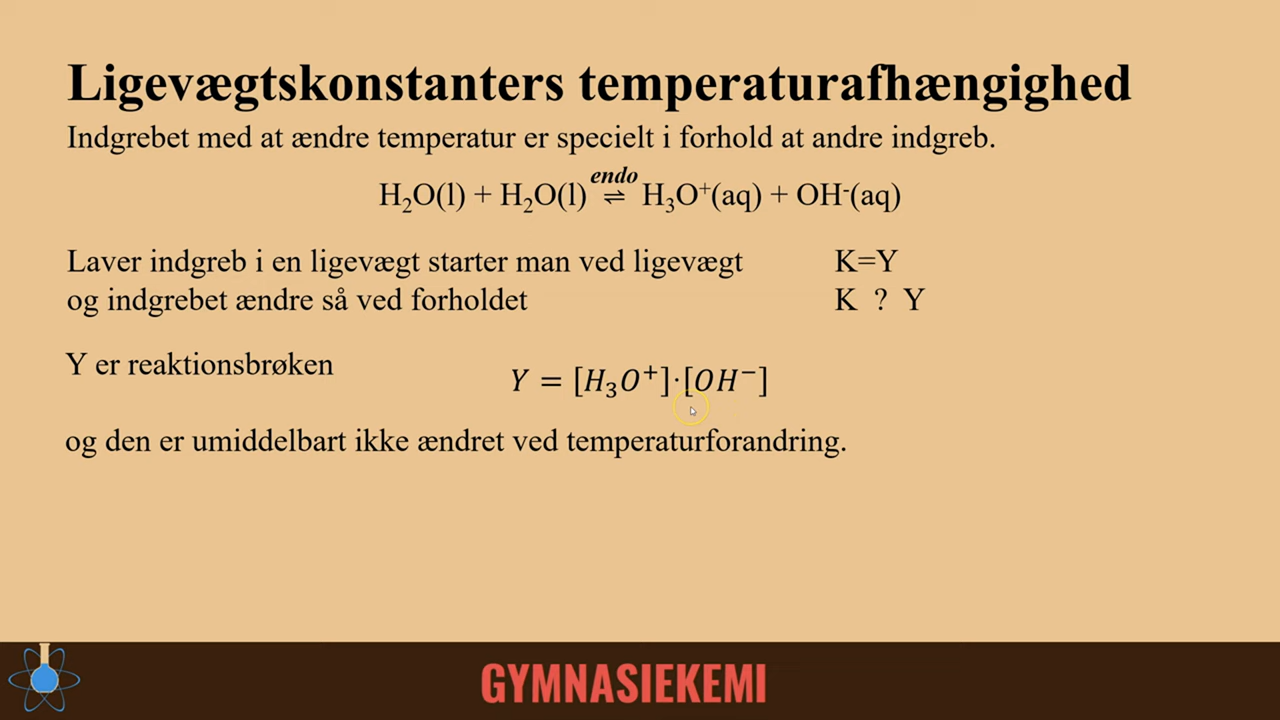 Ligevægtskonstanters temperaturafhængighed
Indgrebet med at ændre temperatur er specielt i forhold at andre indgreb.
endo
H₂O(l) + H₂O(l) ⇌ H₃O⁺(aq) + OH⁻(aq)
Laver indgreb i en ligevægt starter man ved ligevægt K=Y
og indgrebet ændre så ved forholdet K ? Y
Y er reaktionsbrøken
Y = [H₃O⁺]·[OH⁻]
og den er umiddelbart ikke ændret ved temperaturforandring.
GYMNASIEKEMI